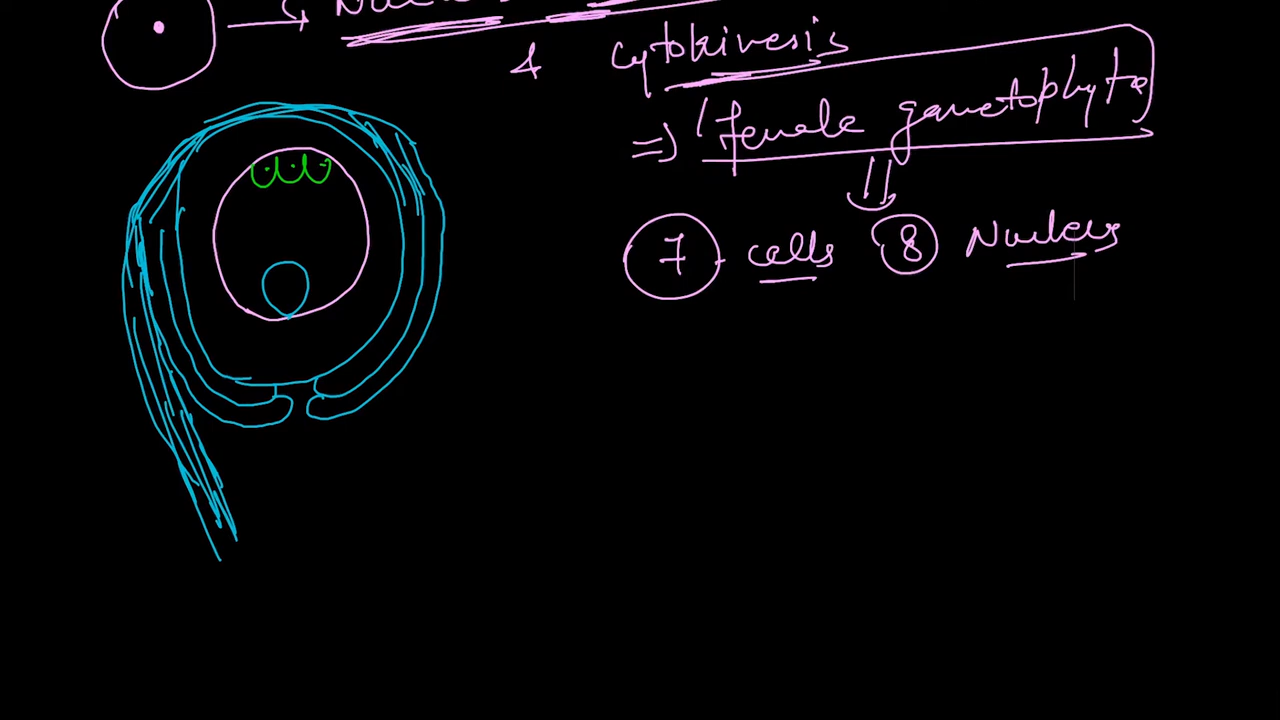 & cytokinesis
=> female gametophyte
7 cells 8 Nucleus